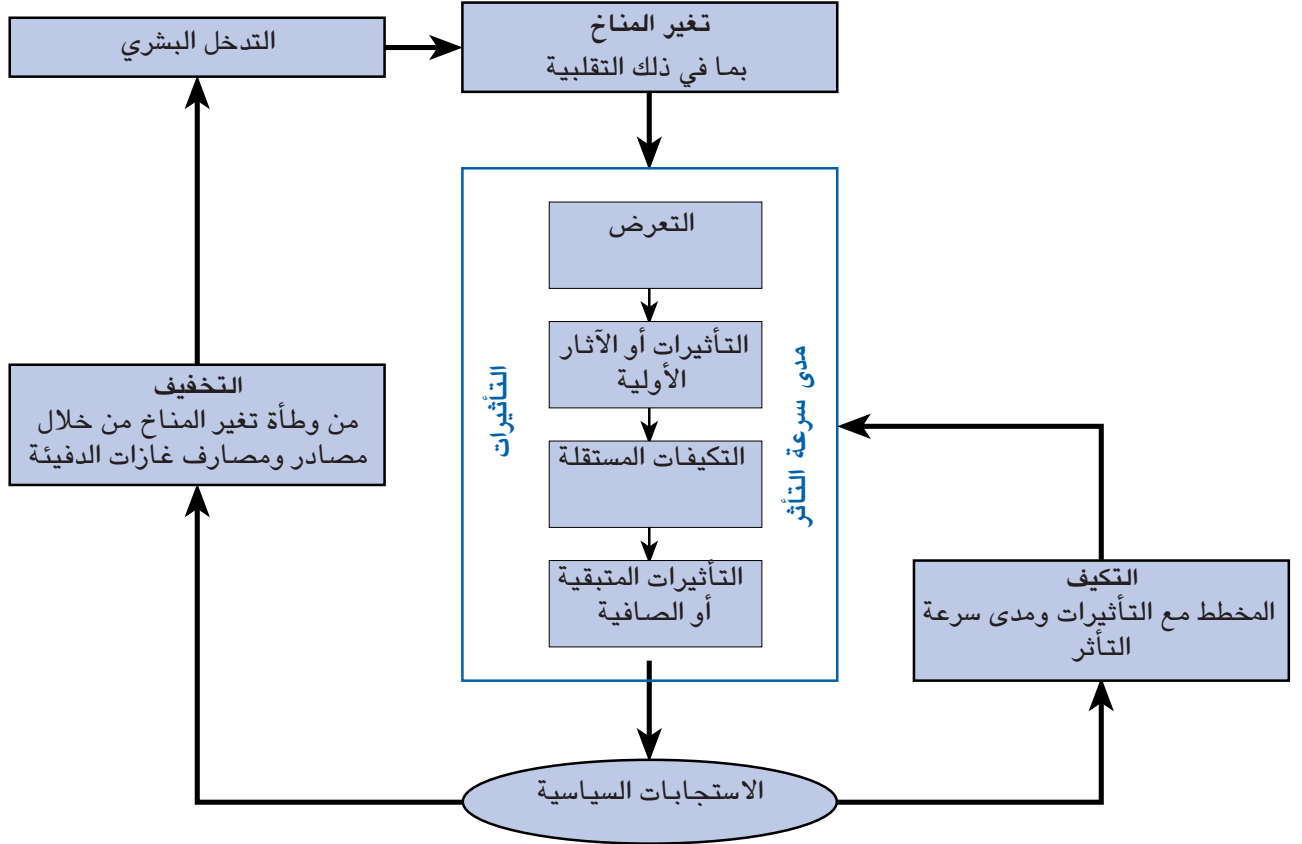 التدخل البشري
تغير المناخ
بما في ذلك التقلبية
التعرض
التأثيرات أو الآثار
الأولية
التكيفات المستقلة
التأثيرات المتبقية
أو الصافية
مدى سرعة التأثر
التأثيرات
التخفيف
من وطأة تغير المناخ من خلال
مصادر ومصارف غازات الدفيئة
التكيف
المخطط مع التأثيرات ومدى سرعة
التأثر
الاستجابات السياسية